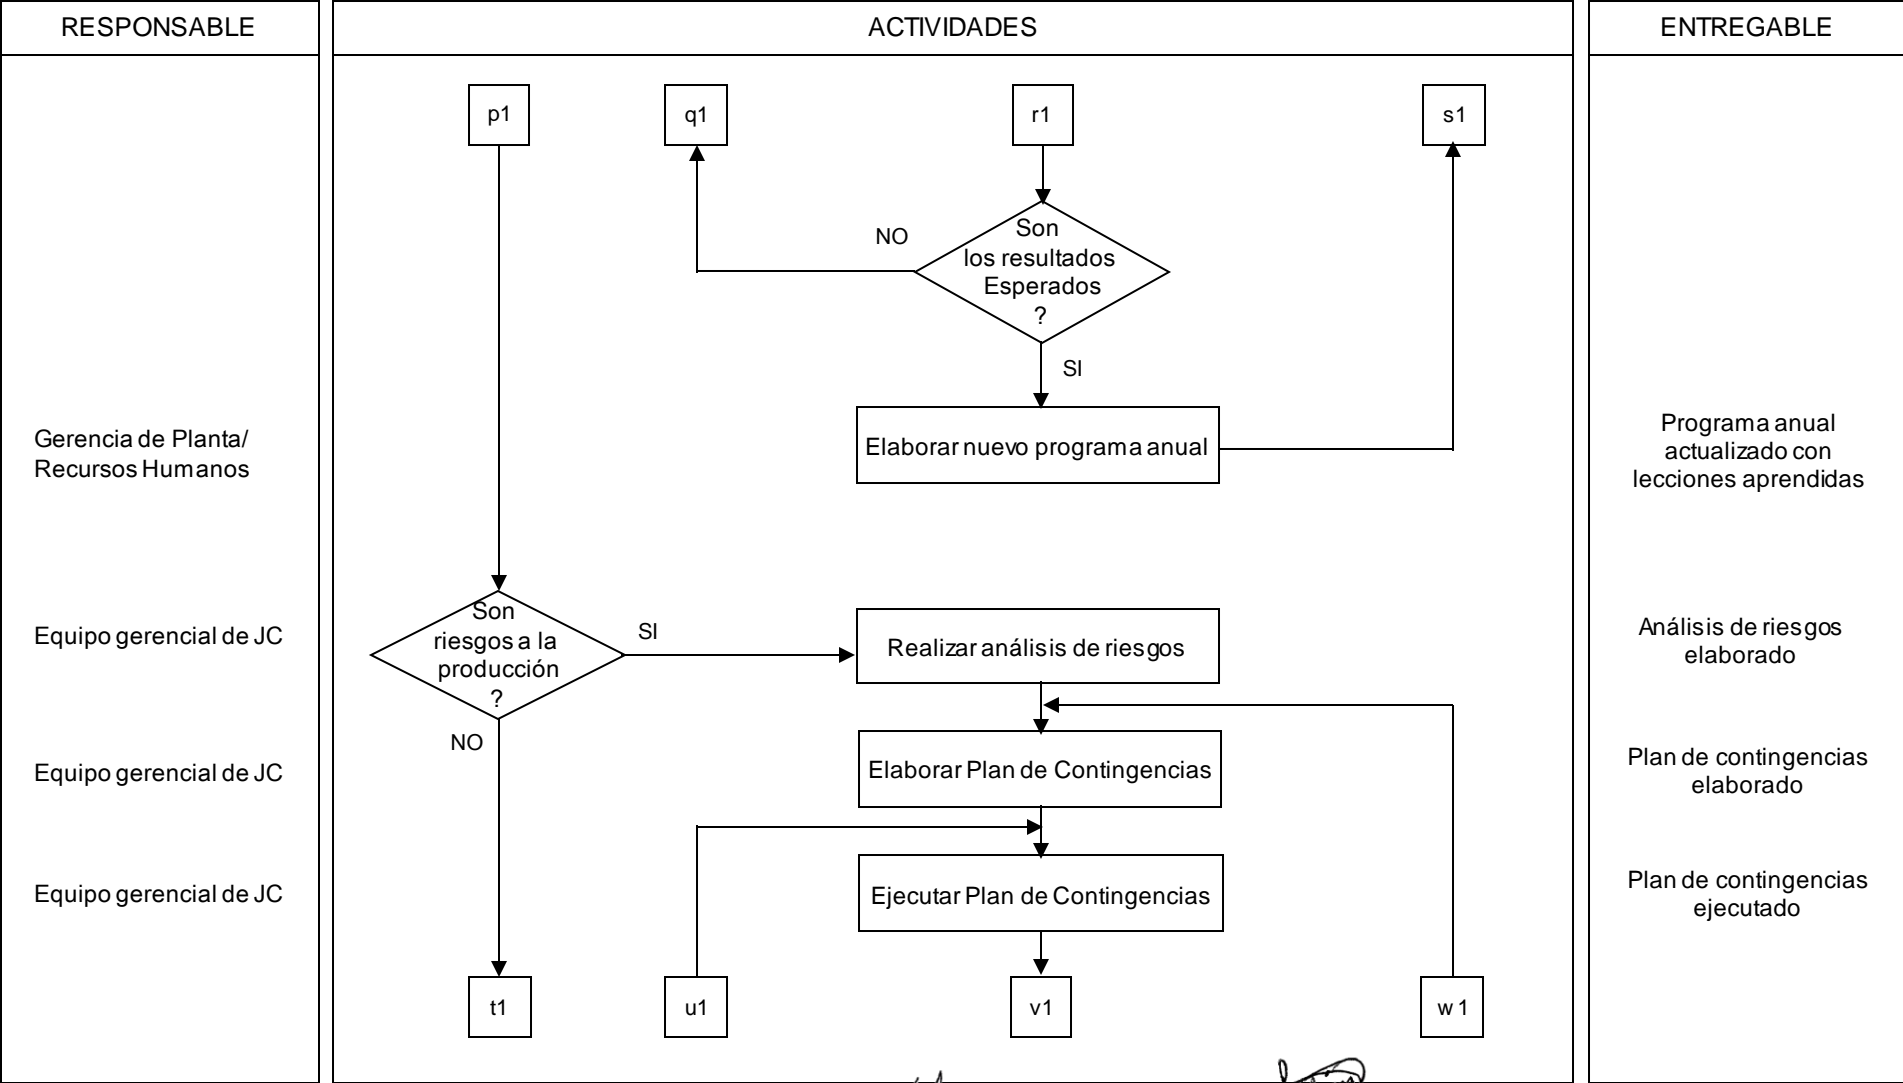 RESPONSABLE
ACTIVIDADES
ENTREGABLE
p1
q1
r1
s1
NO
Son
los resultados
Esperados
?
SI
Gerencia de Planta/
Recursos Humanos
Elaborar nuevo programa anual
Programa anual
actualizado con
lecciones aprendidas
Equipo gerencial de JC
Son
riesgos a la
producción
?
SI
Realizar análisis de riesgos
Análisis de riesgos
elaborado
NO
Equipo gerencial de JC
Elaborar Plan de Contingencias
Plan de contingencias
elaborado
Equipo gerencial de JC
Ejecutar Plan de Contingencias
Plan de contingencias
ejecutado
t1
u1
v1
w1